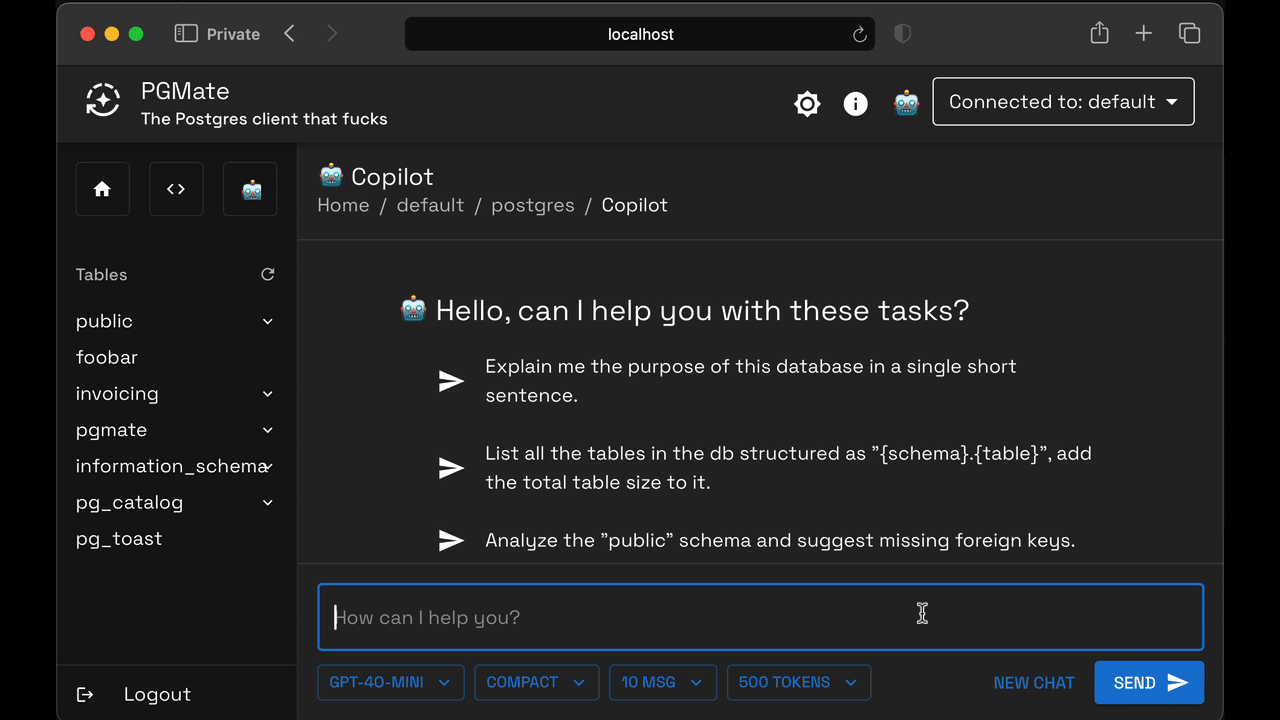 Private
localhost
PGMate
The Postgres client that fucks
Connected to: default
Copilot
Home / default / postgres / Copilot
Tables
public
foobar
invoicing
pgmate
information_schema
pg_catalog
pg_toast
Logout
Hello, can I help you with these tasks?
Explain me the purpose of this database in a single short
sentence.
List all the tables in the db structured as "{schema}.{table}", add
the total table size to it.
Analyze the "public" schema and suggest missing foreign keys.
How can I help you?
GPT-4O-MINI
COMPACT
10 MSG
500 TOKENS
NEW CHAT
SEND